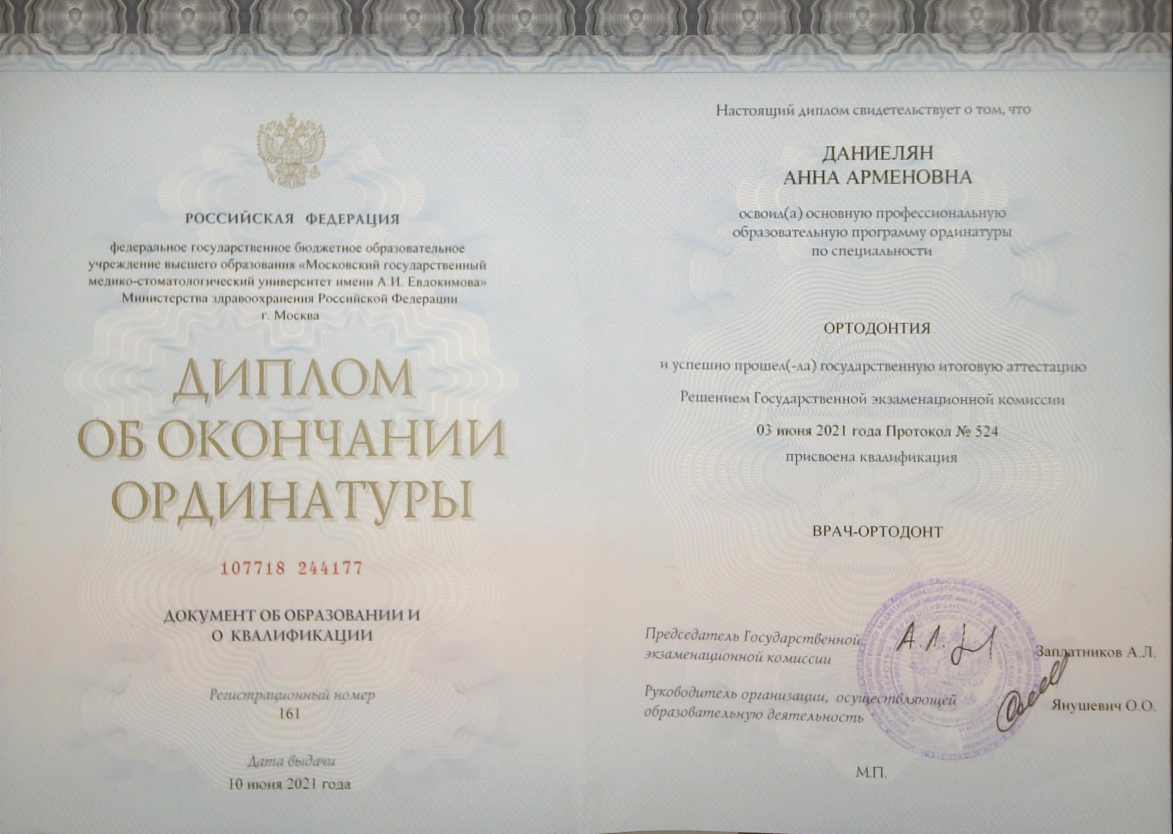 РОССИЙСКАЯ ФЕДЕРАЦИЯ
федеральное государственное бюджетное образовательное
учреждение высшего образования «Московский государственный
медико-стоматологический университет имени А.И. Евдокимова»
Министерства здравоохранения Российской Федерации
г. Москва
ДИПЛОМ
ОБ ОКОНЧАНИИ
ОРДИНАТУРЫ
107718 244177
ДОКУМЕНТ ОБ ОБРАЗОВАНИИ И
О КВАЛИФИКАЦИИ
Регистрационный номер
161
Дата выдачи
10 июня 2021 года
Настоящий диплом свидетельствует о том, что
ДАНИЕЛЯН
АННА АРМЕНОВНА
освоил(а) основную профессиональную
образовательную программу ординатуры
по специальности
ОРТОДОНТИЯ
и успешно прошел(-ла) государственную итоговую аттестацию
Решением Государственной экзаменационной комиссии
03 июня 2021 года Протокол № 524
присвоена квалификация
ВРАЧ-ОРТОДОНТ
Председатель Государственной
экзаменационной комиссии
Заплатников А.Л.
Руководитель организации, осуществляющей
образовательную деятельность
Янушевич О.О.
М.П.